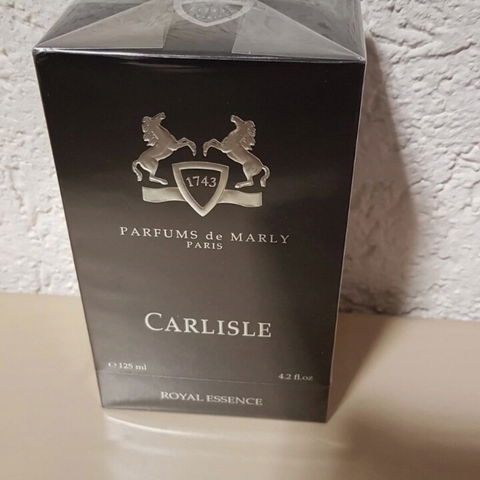 1743
PARFUMS de MARLY
PARIS
CARLISLE
℮ 125 ml 4.2 fl.oz
ROYAL ESSENCE